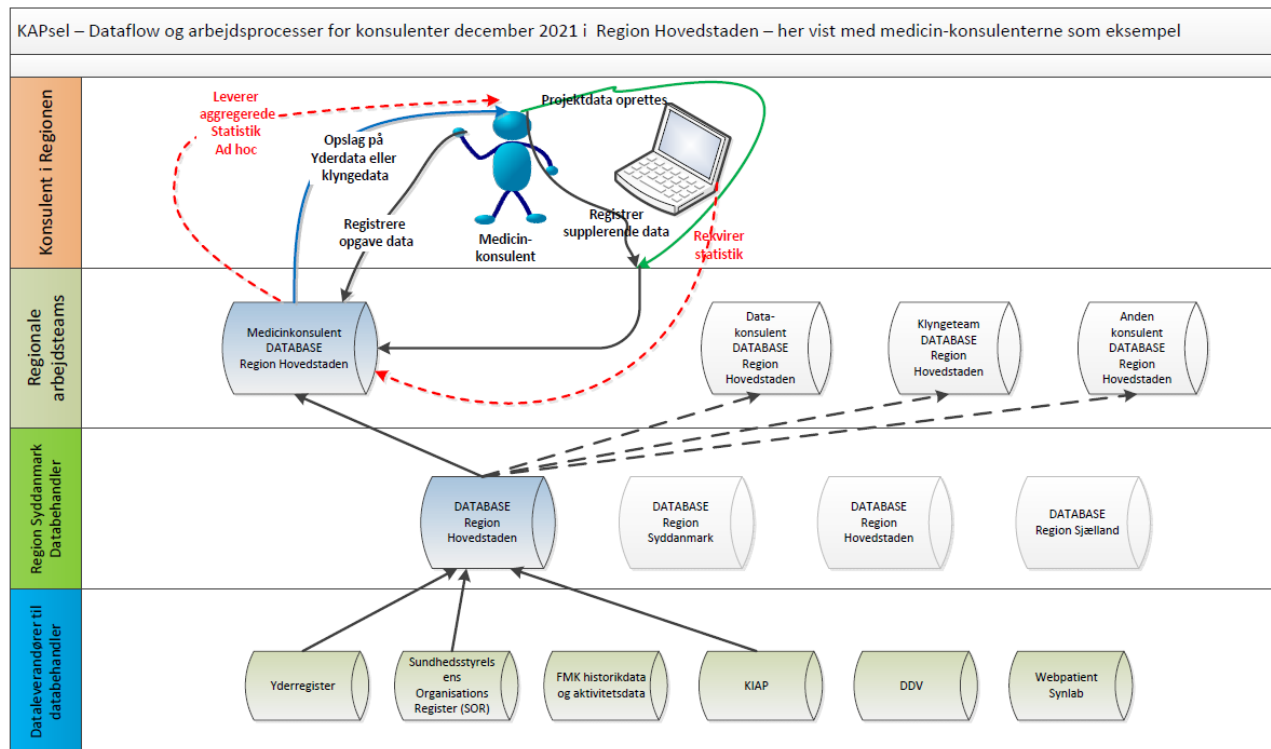 KAPsel – Dataflow og arbejdsprocesser for konsulenter december 2021 i Region Hovedstaden – her vist med medicin-konsulenterne som eksempel
Konsulent i Regionen
Leverer
aggregerede
Statistik
Ad hoc
Opslag på
Yderdata eller
klyngedata
Projektdata oprettes
Registrere
opgave data
Medicin-
konsulent
Registrer
supplerende data
Rekvirer
statistik
Regionale
arbejdsteams
Medicinkonsulent
DATABASE
Region Hovedstaden
Data-
konsulent
DATABASE
Region
Hovedstaden
Klyngeteam
DATABASE
Region
Hovedstaden
Anden
konsulent
DATABASE
Region
Hovedstaden
Region Syddanmark
Databehandler
DATABASE
Region
Hovedstaden
DATABASE
Region
Syddanmark
DATABASE
Region
Hovedstaden
DATABASE
Region Sjælland
Dataleverandører til
databehandler
Yderregister
Sundhedsstyrels
ens
Organisations
Register (SOR)
FMK historikdata
og aktivitetsdata
KIAP
DDV
Webpatient
Synlab